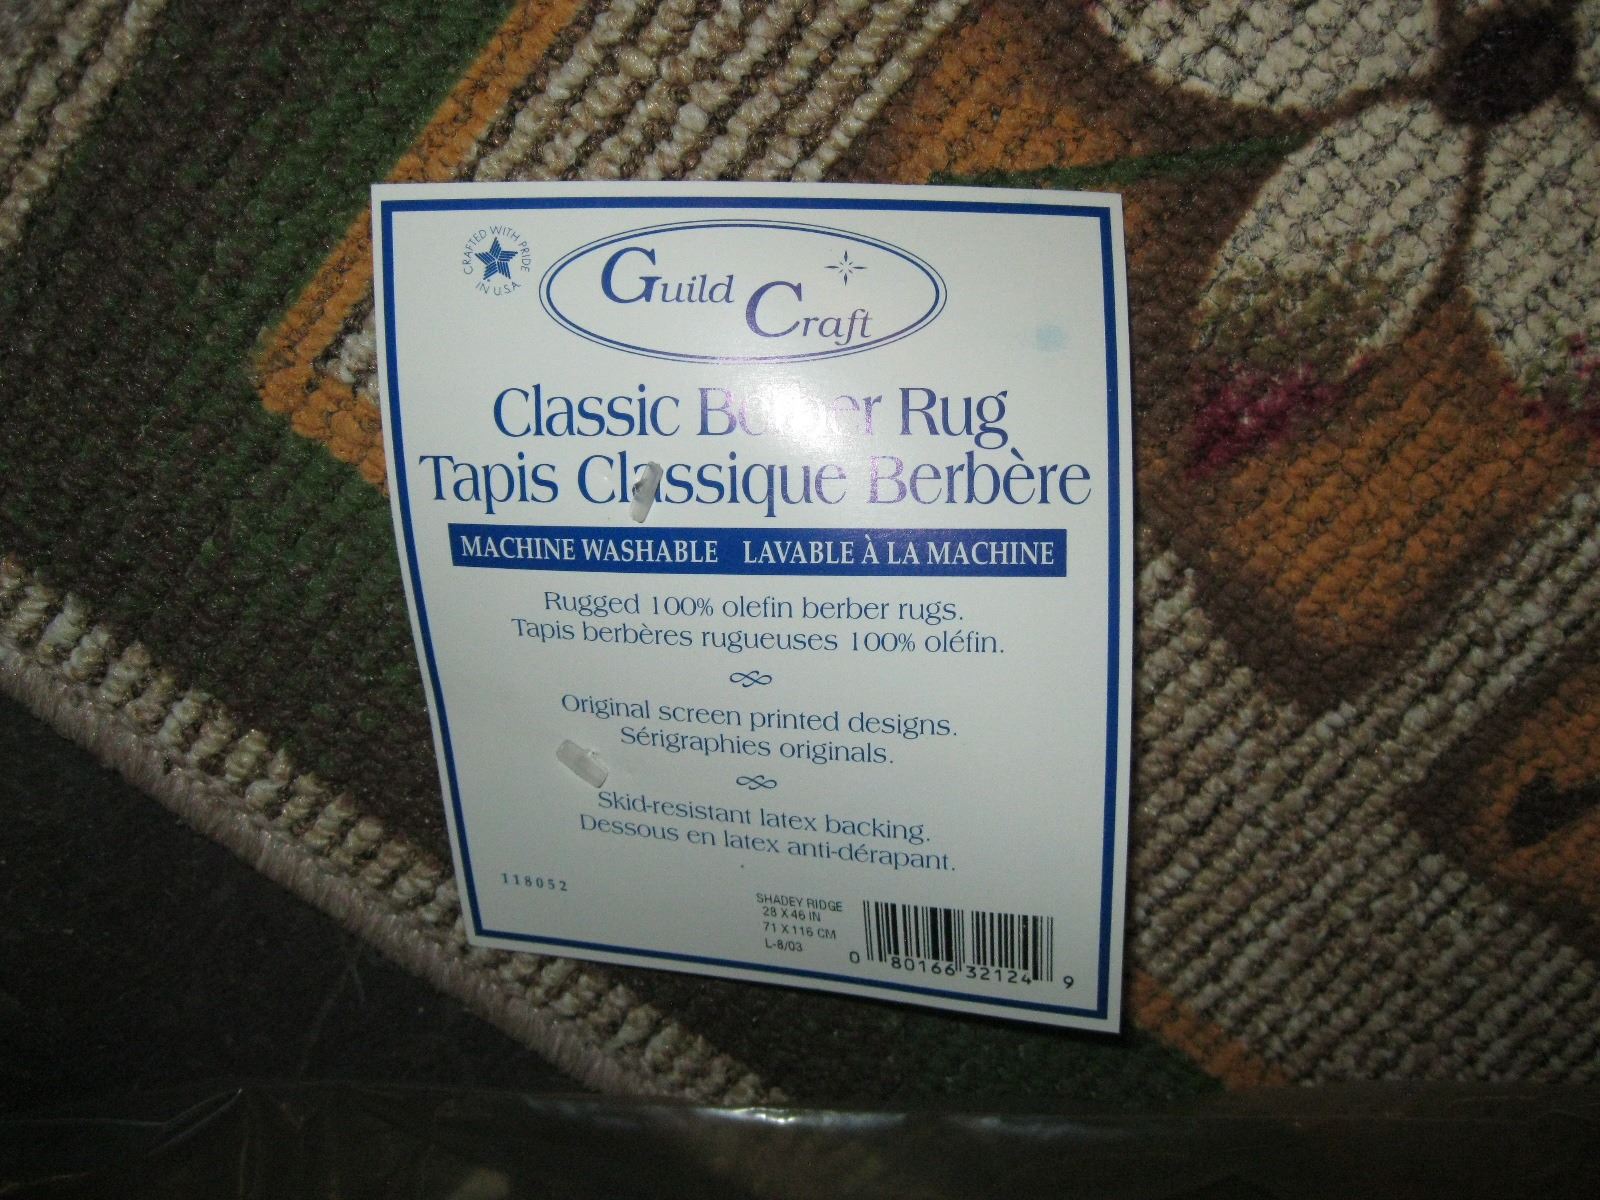 CRAFTED WITH PRIDE IN U.S.A
Guild Craft
Classic Berber Rug
Tapis Classique Berbère
MACHINE WASHABLE LAVABLE À LA MACHINE
Rugged 100% olefin berber rugs.
Tapis berbères rugueuses 100% oléfin.
Original screen printed designs.
Sérigraphies originals.
Skid-resistant latex backing.
Dessous en latex anti-dérapant.
118052
SHADEY RIDGE
28 X 46 IN
71 X 116 CM
L-8/03
0 80166 32124 9